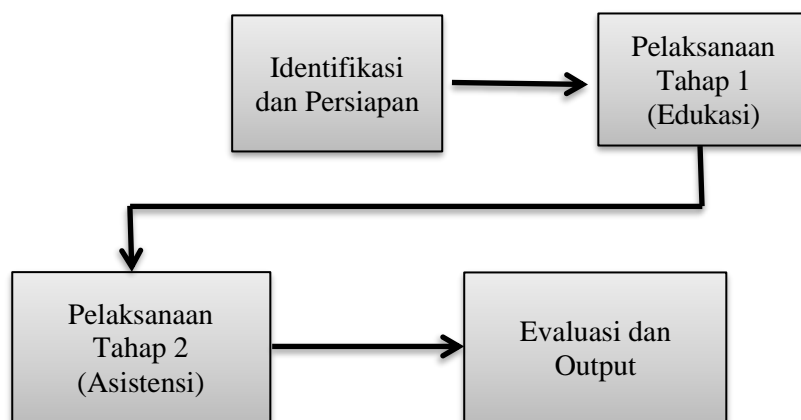 Identifikasi
dan Persiapan
Pelaksanaan
Tahap 1
(Edukasi)
Pelaksanaan
Tahap 2
(Asistensi)
Evaluasi dan
Output